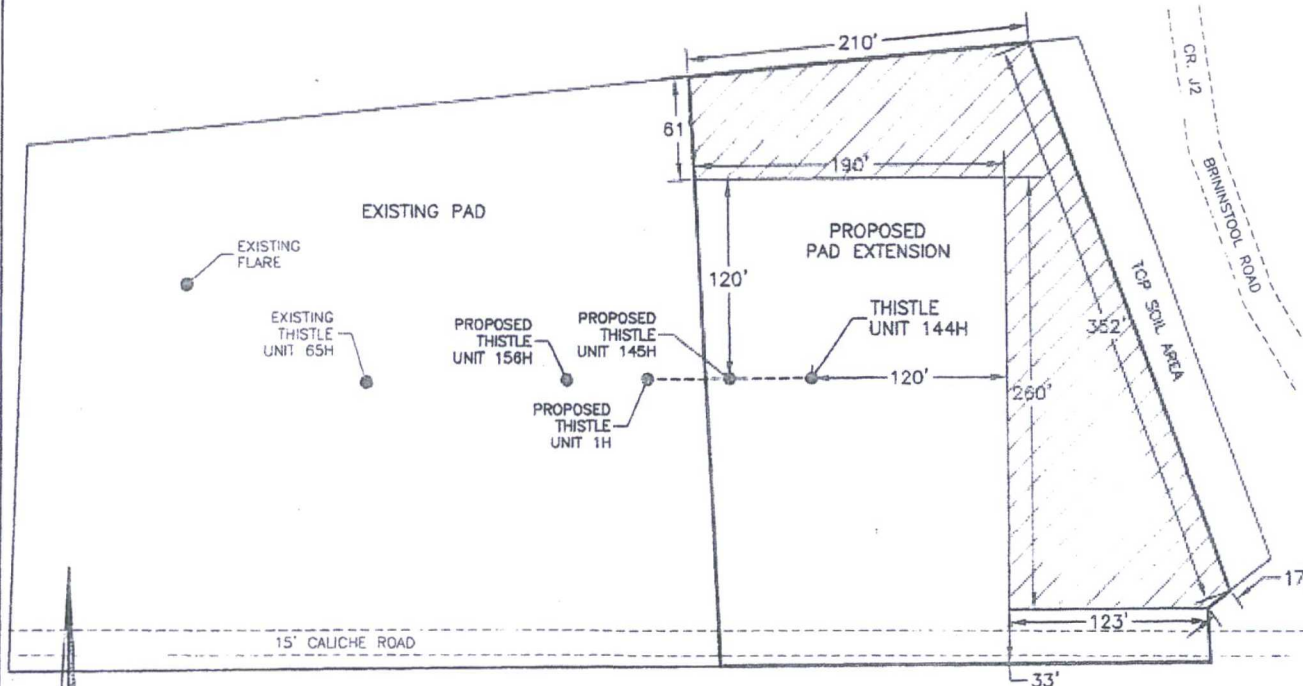 210'
CR. J2
BRININSTOOL ROAD
61
190'
EXISTING PAD
PROPOSED
PAD EXTENSION
EXISTING
FLARE
120'
TOP SOIL AREA
352'
EXISTING
THISTLE
UNIT 65H
PROPOSED
THISTLE
UNIT 156H
PROPOSED
THISTLE
UNIT 145H
THISTLE
UNIT 144H
120'
260'
PROPOSED
THISTLE
UNIT 1H
17
123'
15' CALICHE ROAD
33'